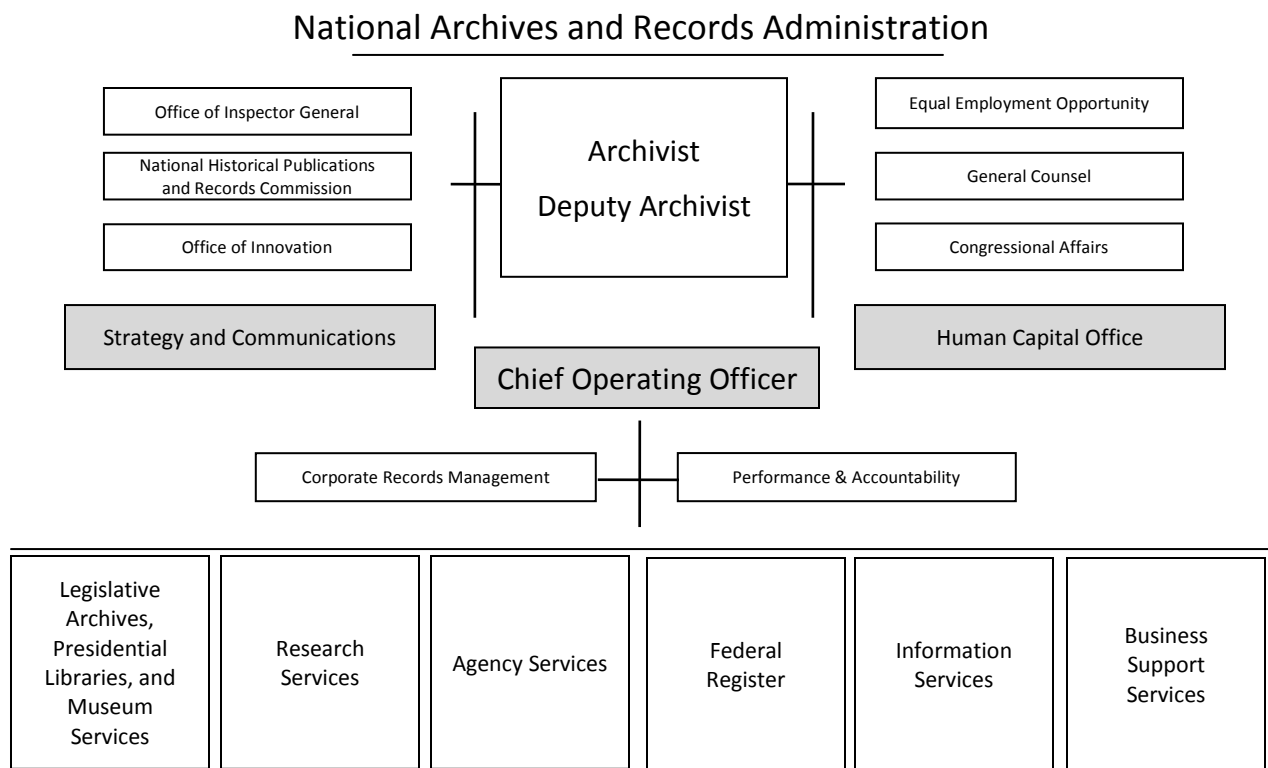 National Archives and Records Administration
Office of Inspector General
National Historical Publications
and Records Commission
Office of Innovation
Archivist
Deputy Archivist
Equal Employment Opportunity
General Counsel
Congressional Affairs
Strategy and Communications
Human Capital Office
Chief Operating Officer
Corporate Records Management
Performance & Accountability
Legislative
Archives,
Presidential
Libraries, and
Museum
Services
Research
Services
Agency Services
Federal
Register
Information
Services
Business
Support
Services